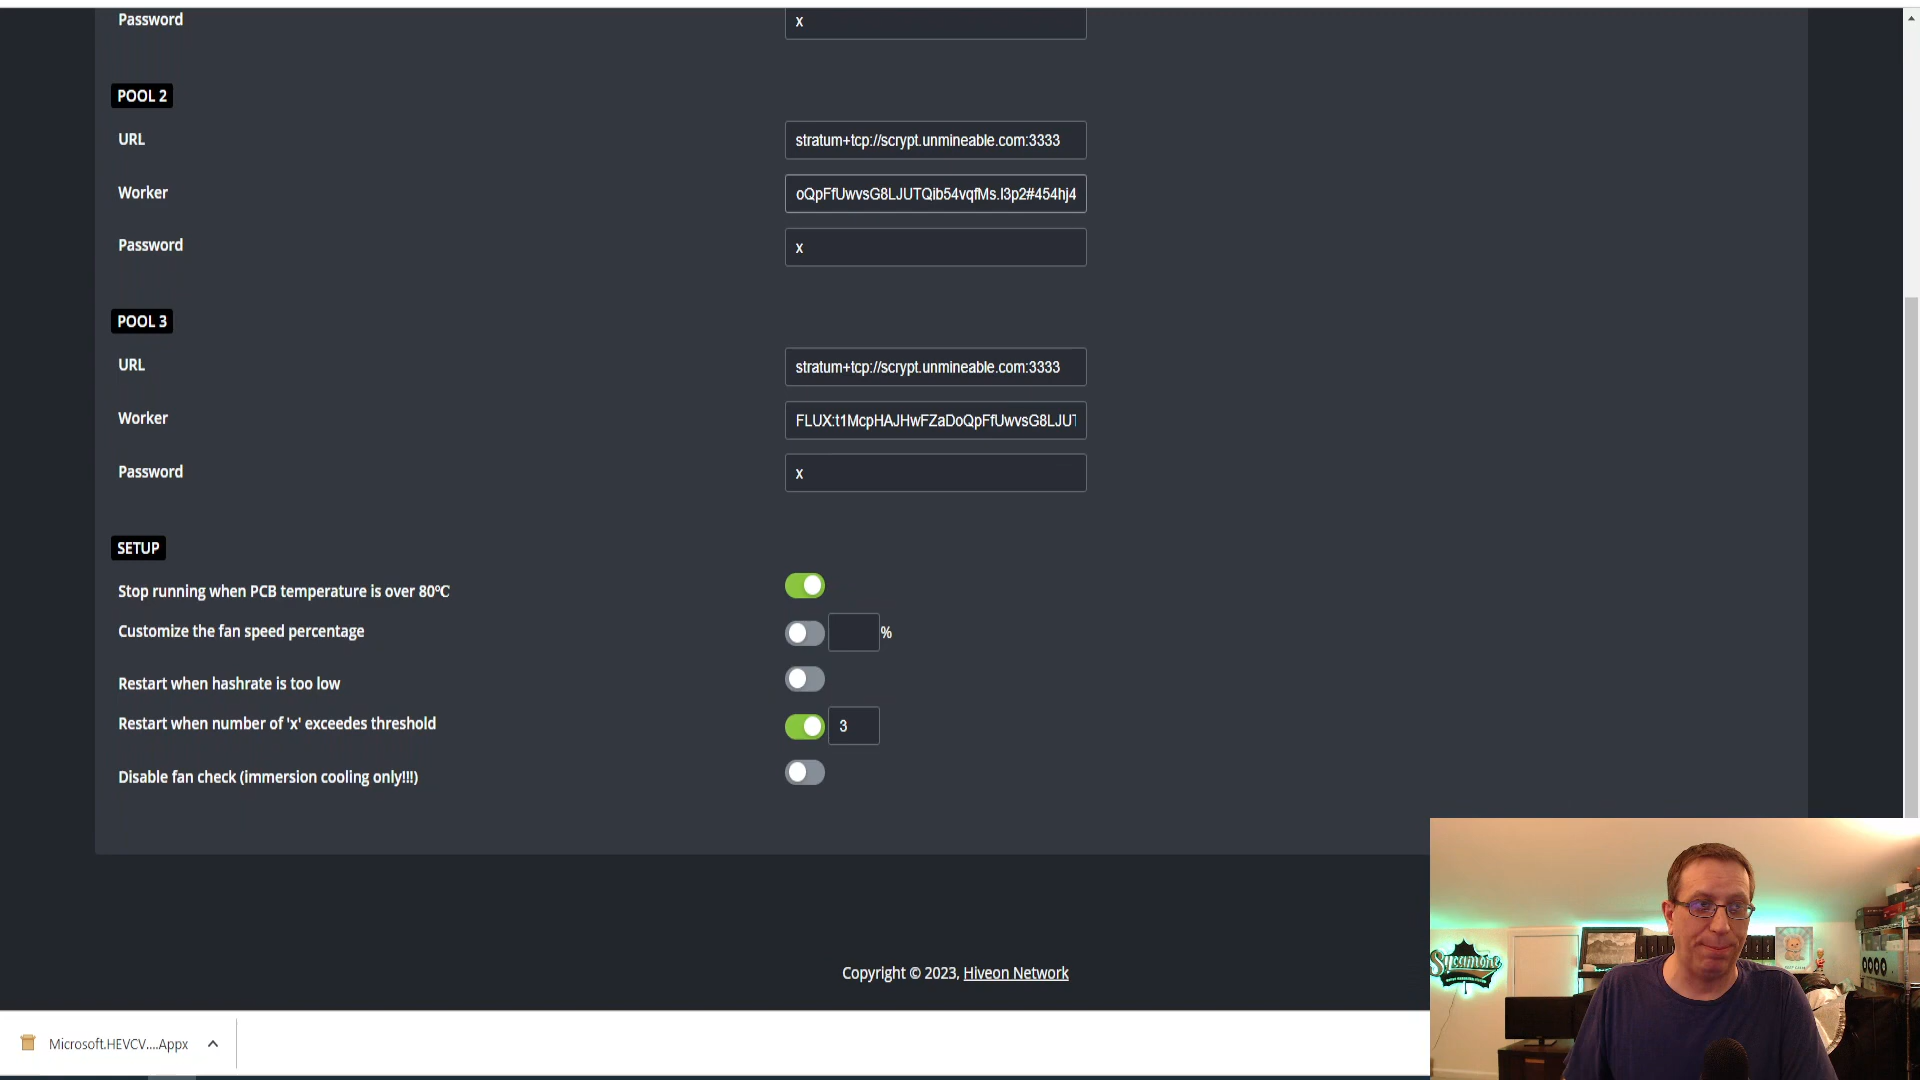 Password
x
POOL 2
URL
stratum+tcp://scrypt.unmineable.com:3333
Worker
oQpFfUwvsG8LJUTQib54vqfMs.l3p2#454hj4
Password
x
POOL 3
URL
stratum+tcp://scrypt.unmineable.com:3333
Worker
FLUX:t1McpHAJHwFZaDoQpFfUwvsG8LJU
Password
x
SETUP
Stop running when PCB temperature is over 80℃
Customize the fan speed percentage
%
Restart when hashrate is too low
Restart when number of 'x' exceedes threshold
3
Disable fan check (immersion cooling only!!!)
Copyright © 2023, Hiveon Network
Sycamore
Microsoft.HEVCV....Appx